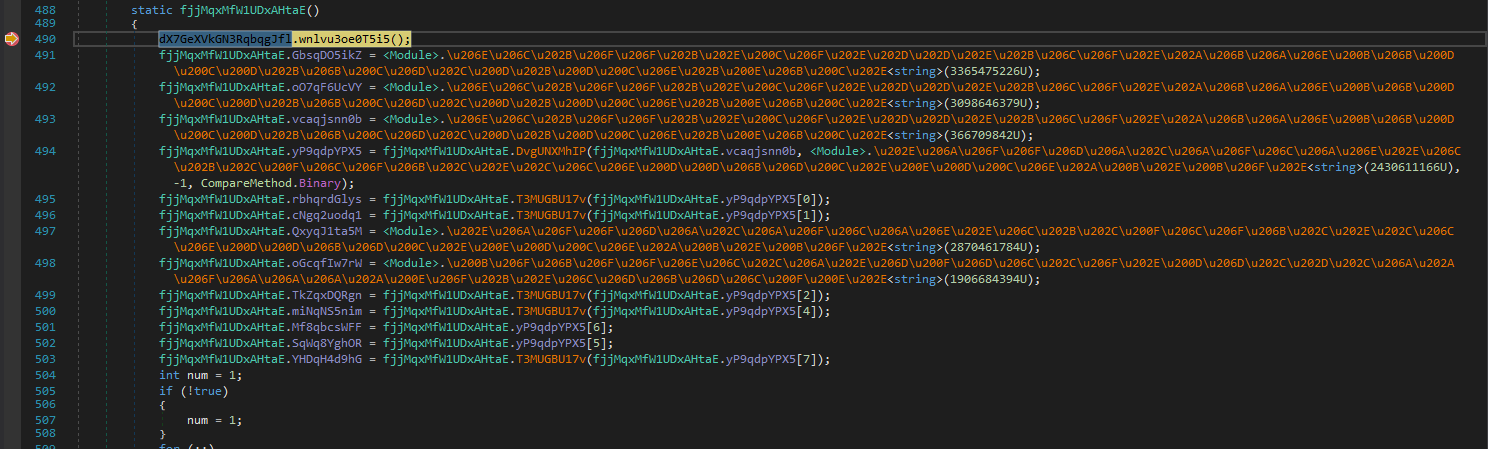 488 static fjjMqxMfW1UDxAHtaE()
489 {
490 dX7GeXVkGN3RqbqgJfl.wn1vu3oe0T5i5();
491 fjjMqxMfW1UDxAHtaE.GbsqDO5ikZ = <Module>.\u206E\u206C\u202B\u206F\u206F\u202B\u202E\u200C\u206F\u202E\u202D\u202D\u202E\u202B\u206C\u206F\u202E\u202A\u206B\u206A\u206E\u200B\u206B\u200D
\u200C\u200D\u202B\u206B\u200C\u206D\u202C\u200D\u202B\u200D\u200C\u206E\u202B\u200E\u206B\u200C\u202E<string>(3365475226U);
492 fjjMqxMfW1UDxAHtaE.oO7qF6UcVY = <Module>.\u206E\u206C\u202B\u206F\u206F\u202B\u202E\u200C\u206F\u202E\u202D\u202D\u202E\u202B\u206C\u206F\u202E\u202A\u206B\u206A\u206E\u200B\u206B\u200D
\u200C\u200D\u202B\u206B\u200C\u206D\u202C\u200D\u202B\u200D\u200C\u206E\u202B\u200E\u206B\u200C\u202E<string>(3098646379U);
493 fjjMqxMfW1UDxAHtaE.vcaqjsnn0b = <Module>.\u206E\u206C\u202B\u206F\u206F\u202B\u202E\u200C\u206F\u202E\u202D\u202D\u202E\u202B\u206C\u206F\u202E\u202A\u206B\u206A\u206E\u200B\u206B\u200D
\u200C\u200D\u202B\u206B\u200C\u206D\u202C\u200D\u202B\u200D\u200C\u206E\u202B\u200E\u206B\u200C\u202E<string>(366709842U);
494 fjjMqxMfW1UDxAHtaE.yP9qdpYPX5 = fjjMqxMfW1UDxAHtaE.DvgUNXMhIP(fjjMqxMfW1UDxAHtaE.vcaqjsnn0b, <Module>.\u202E\u206A\u206F\u206F\u206D\u206A\u202C\u206A\u206F\u206C\u206A\u206E\u202E\u206C
\u202B\u202C\u200F\u206C\u206F\u206B\u202C\u202E\u202C\u206C\u206E\u200D\u200D\u206B\u206D\u200C\u202E\u200E\u200D\u200C\u206E\u202A\u200B\u202E\u200B\u206F\u202E<string>(2430611166U),
-1, CompareMethod.Binary);
495 fjjMqxMfW1UDxAHtaE.rbhqrdGlys = fjjMqxMfW1UDxAHtaE.T3MUGBU17v(fjjMqxMfW1UDxAHtaE.yP9qdpYPX5[0]);
496 fjjMqxMfW1UDxAHtaE.cNgq2uodq1 = fjjMqxMfW1UDxAHtaE.T3MUGBU17v(fjjMqxMfW1UDxAHtaE.yP9qdpYPX5[1]);
497 fjjMqxMfW1UDxAHtaE.QxyqJ1ta5M = <Module>.\u202E\u206A\u206F\u206F\u206D\u206A\u202C\u206A\u206F\u206C\u206A\u206E\u202E\u206C\u202B\u202C\u200F\u206C\u206F\u206B\u202C\u202E\u202C\u206C
\u206E\u200D\u200D\u206B\u206D\u200C\u202E\u200E\u200D\u200C\u206E\u202A\u200B\u202E\u200B\u206F\u202E<string>(2870461784U);
498 fjjMqxMfW1UDxAHtaE.oGcqfIw7rW = <Module>.\u200B\u206F\u206B\u206F\u206F\u206E\u206C\u202C\u206A\u202E\u206D\u200F\u206D\u206C\u202C\u206F\u202E\u200D\u206D\u202C\u202D\u202C\u206A\u202A
\u206F\u206A\u206A\u206A\u202A\u200E\u206F\u202B\u202E\u206C\u206D\u206B\u206D\u206C\u200F\u200E\u202E<string>(1906684394U);
499 fjjMqxMfW1UDxAHtaE.TkZqxDQRgn = fjjMqxMfW1UDxAHtaE.T3MUGBU17v(fjjMqxMfW1UDxAHtaE.yP9qdpYPX5[2]);
500 fjjMqxMfW1UDxAHtaE.miNqNS5nim = fjjMqxMfW1UDxAHtaE.T3MUGBU17v(fjjMqxMfW1UDxAHtaE.yP9qdpYPX5[4]);
501 fjjMqxMfW1UDxAHtaE.Mf8qbcsWFF = fjjMqxMfW1UDxAHtaE.yP9qdpYPX5[6];
502 fjjMqxMfW1UDxAHtaE.SqWq8YghOR = fjjMqxMfW1UDxAHtaE.yP9qdpYPX5[5];
503 fjjMqxMfW1UDxAHtaE.YHDqH4d9hG = fjjMqxMfW1UDxAHtaE.T3MUGBU17v(fjjMqxMfW1UDxAHtaE.yP9qdpYPX5[7]);
504 int num = 1;
505 if (!true)
506 {
507 num = 1;
508 }
509 for (;;)